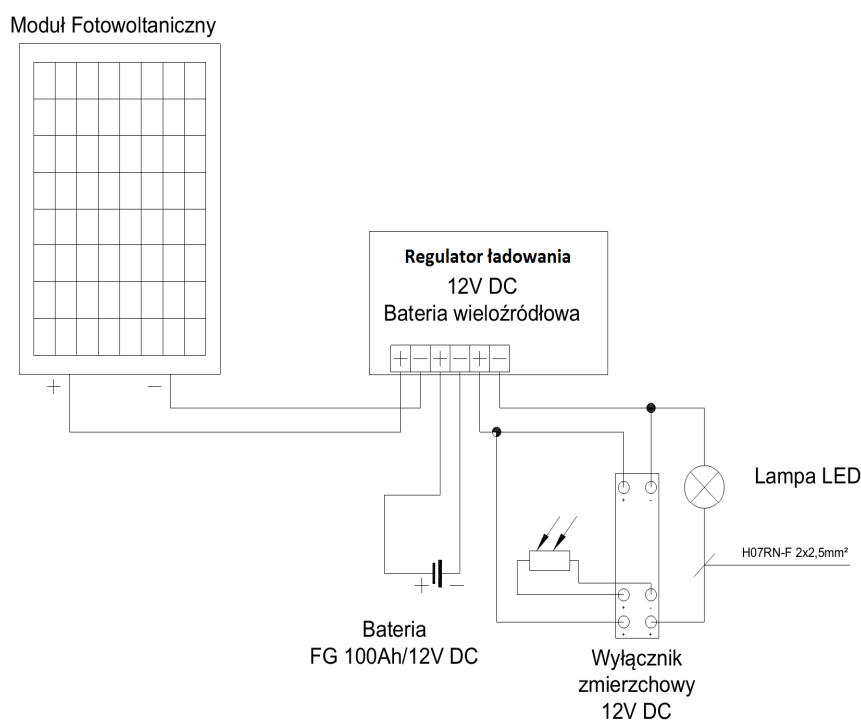 Moduł Fotowoltaniczny
+ −
Regulator ładowania
12V DC
Bateria wieloźródłowa
+ − + − + −
+ -
Lampa LED
H07RN-F 2x2,5mm²
+ −
+ -
+ +
Bateria
FG 100Ah/12V DC
Wyłącznik
zmierzchowy
12V DC